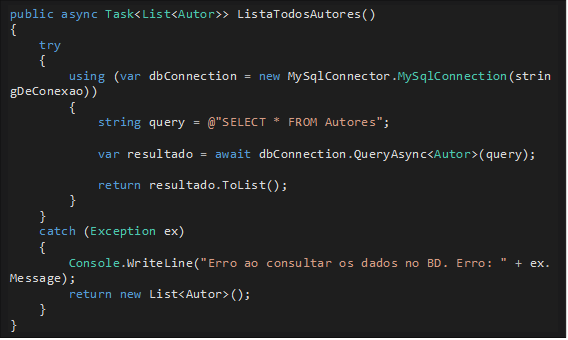 public async Task<List<Autor>> ListaTodosAutores()
{
    try
    {
        using (var dbConnection = new MySqlConnector.MySqlConnection(strin
gDeConexao))
        {
            string query = @"SELECT * FROM Autores";
            var resultado = await dbConnection.QueryAsync<Autor>(query);
            return resultado.ToList();
        }
    }
    catch (Exception ex)
    {
        Console.WriteLine("Erro ao consultar os dados no BD. Erro: " + ex.
Message);
        return new List<Autor>();
    }
}